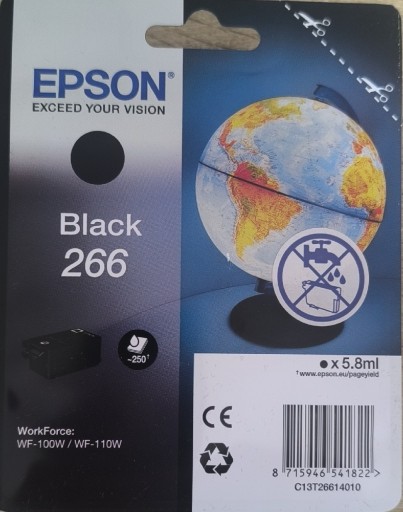 EPSON®
EXCEED YOUR VISION
Black
266
~250†
WorkForce:
WF-100W / WF-110W
● x 5.8ml
†www.epson.eu/pageyield
CE
8 715946 541822 >
C13T26614010